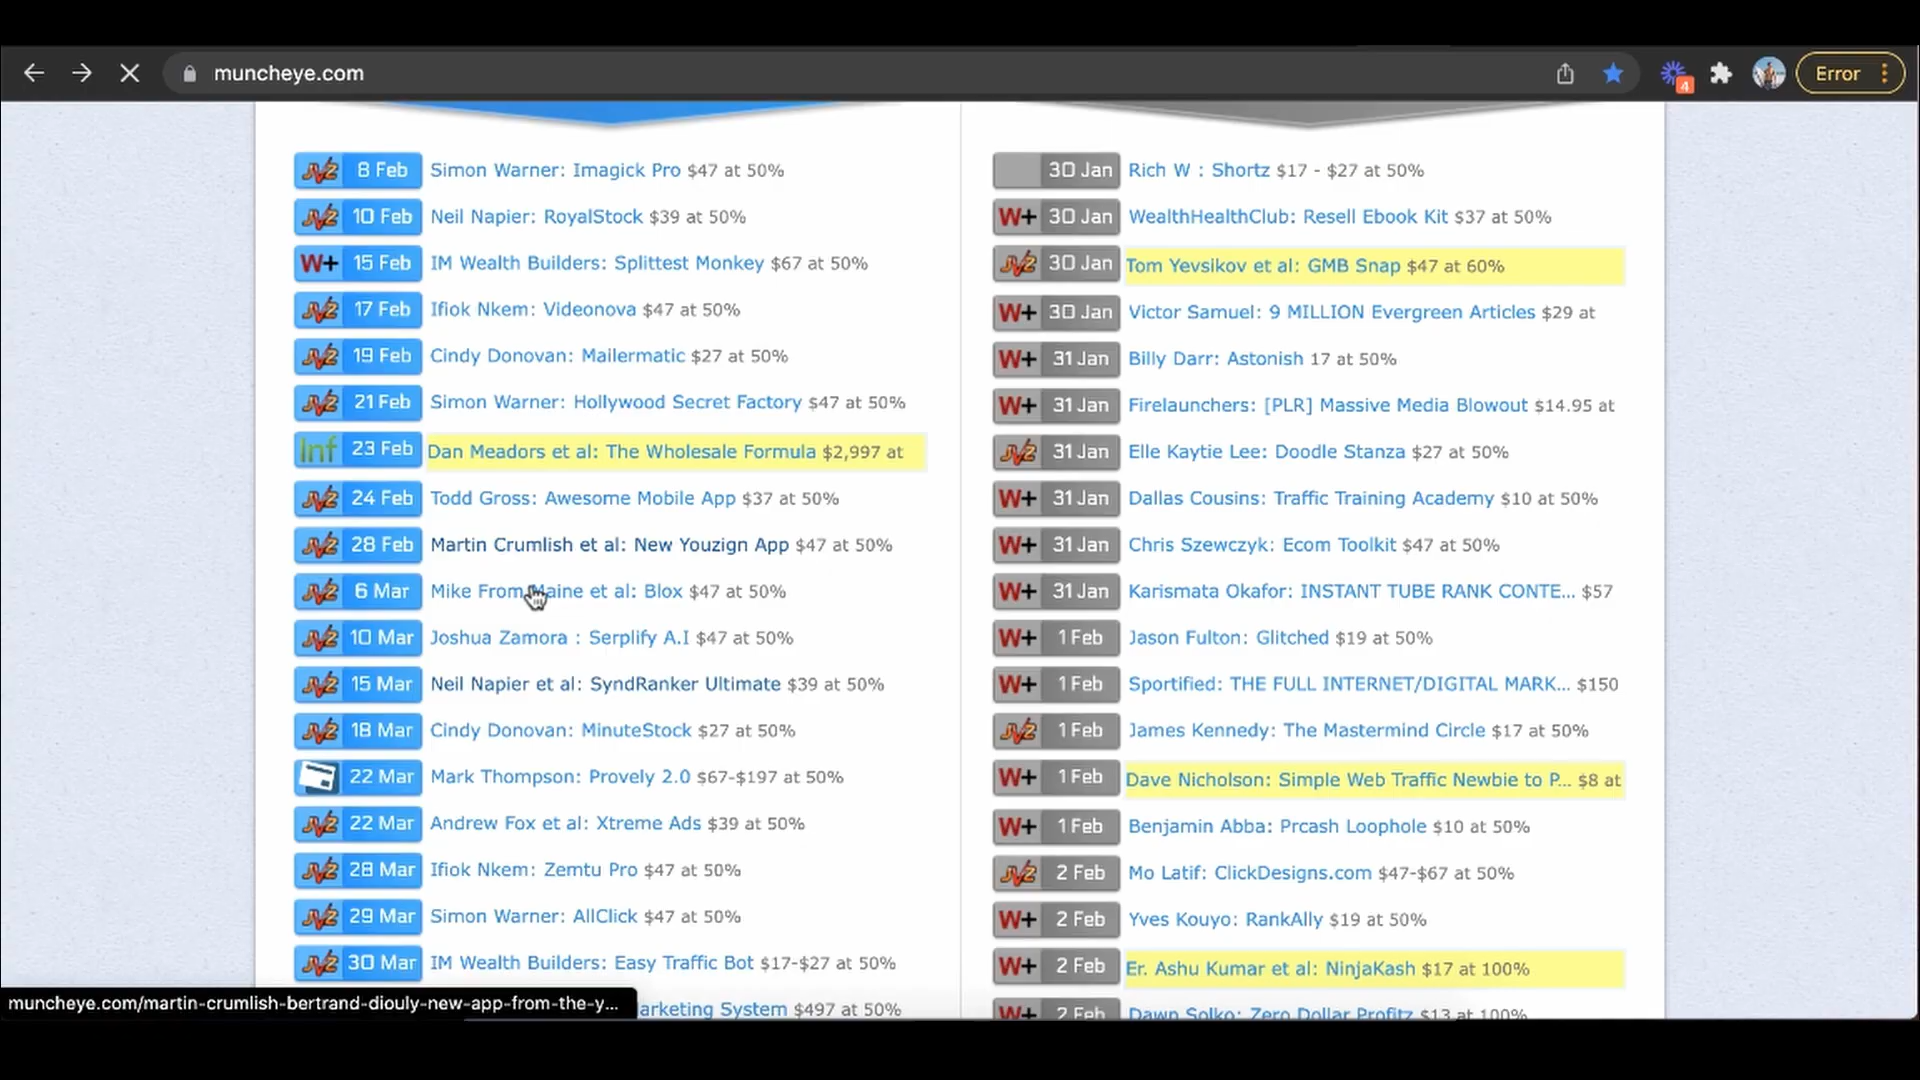 muncheye.com
4
Error
8 Feb Simon Warner: Imagick Pro $47 at 50%
10 Feb Neil Napier: RoyalStock $39 at 50%
W+ 15 Feb IM Wealth Builders: Splittest Monkey $67 at 50%
17 Feb Ifiok Nkem: Videonova $47 at 50%
19 Feb Cindy Donovan: Mailermatic $27 at 50%
21 Feb Simon Warner: Hollywood Secret Factory $47 at 50%
Inf 23 Feb Dan Meadors et al: The Wholesale Formula $2,997 at
24 Feb Todd Gross: Awesome Mobile App $37 at 50%
28 Feb Martin Crumlish et al: New Youzign App $47 at 50%
6 Mar Mike From Maine et al: Blox $47 at 50%
10 Mar Joshua Zamora : Serplify A.I $47 at 50%
15 Mar Neil Napier et al: SyndRanker Ultimate $39 at 50%
18 Mar Cindy Donovan: MinuteStock $27 at 50%
22 Mar Mark Thompson: Provely 2.0 $67-$197 at 50%
22 Mar Andrew Fox et al: Xtreme Ads $39 at 50%
28 Mar Ifiok Nkem: Zemtu Pro $47 at 50%
29 Mar Simon Warner: AllClick $47 at 50%
30 Mar IM Wealth Builders: Easy Traffic Bot $17-$27 at 50%
arketing System $497 at 50%
30 Jan Rich W : Shortz $17 - $27 at 50%
W+ 30 Jan WealthHealthClub: Resell Ebook Kit $37 at 50%
30 Jan Tom Yevsikov et al: GMB Snap $47 at 60%
W+ 30 Jan Victor Samuel: 9 MILLION Evergreen Articles $29 at
W+ 31 Jan Billy Darr: Astonish 17 at 50%
W+ 31 Jan Firelaunchers: [PLR] Massive Media Blowout $14.95 at
31 Jan Elle Kaytie Lee: Doodle Stanza $27 at 50%
W+ 31 Jan Dallas Cousins: Traffic Training Academy $10 at 50%
W+ 31 Jan Chris Szewczyk: Ecom Toolkit $47 at 50%
W+ 31 Jan Karismata Okafor: INSTANT TUBE RANK CONTE... $57
W+ 1 Feb Jason Fulton: Glitched $19 at 50%
W+ 1 Feb Sportified: THE FULL INTERNET/DIGITAL MARK... $150
1 Feb James Kennedy: The Mastermind Circle $17 at 50%
W+ 1 Feb Dave Nicholson: Simple Web Traffic Newbie to P... $8 at
W+ 1 Feb Benjamin Abba: Prcash Loophole $10 at 50%
2 Feb Mo Latif: ClickDesigns.com $47-$67 at 50%
W+ 2 Feb Yves Kouyo: RankAlly $19 at 50%
W+ 2 Feb Er. Ashu Kumar et al: NinjaKash $17 at 100%
W+ 2 Feb Dawn Solko: Zero Dollar Profitz $13 at 100%
muncheye.com/martin-crumlish-bertrand-diouly-new-app-from-the-y...